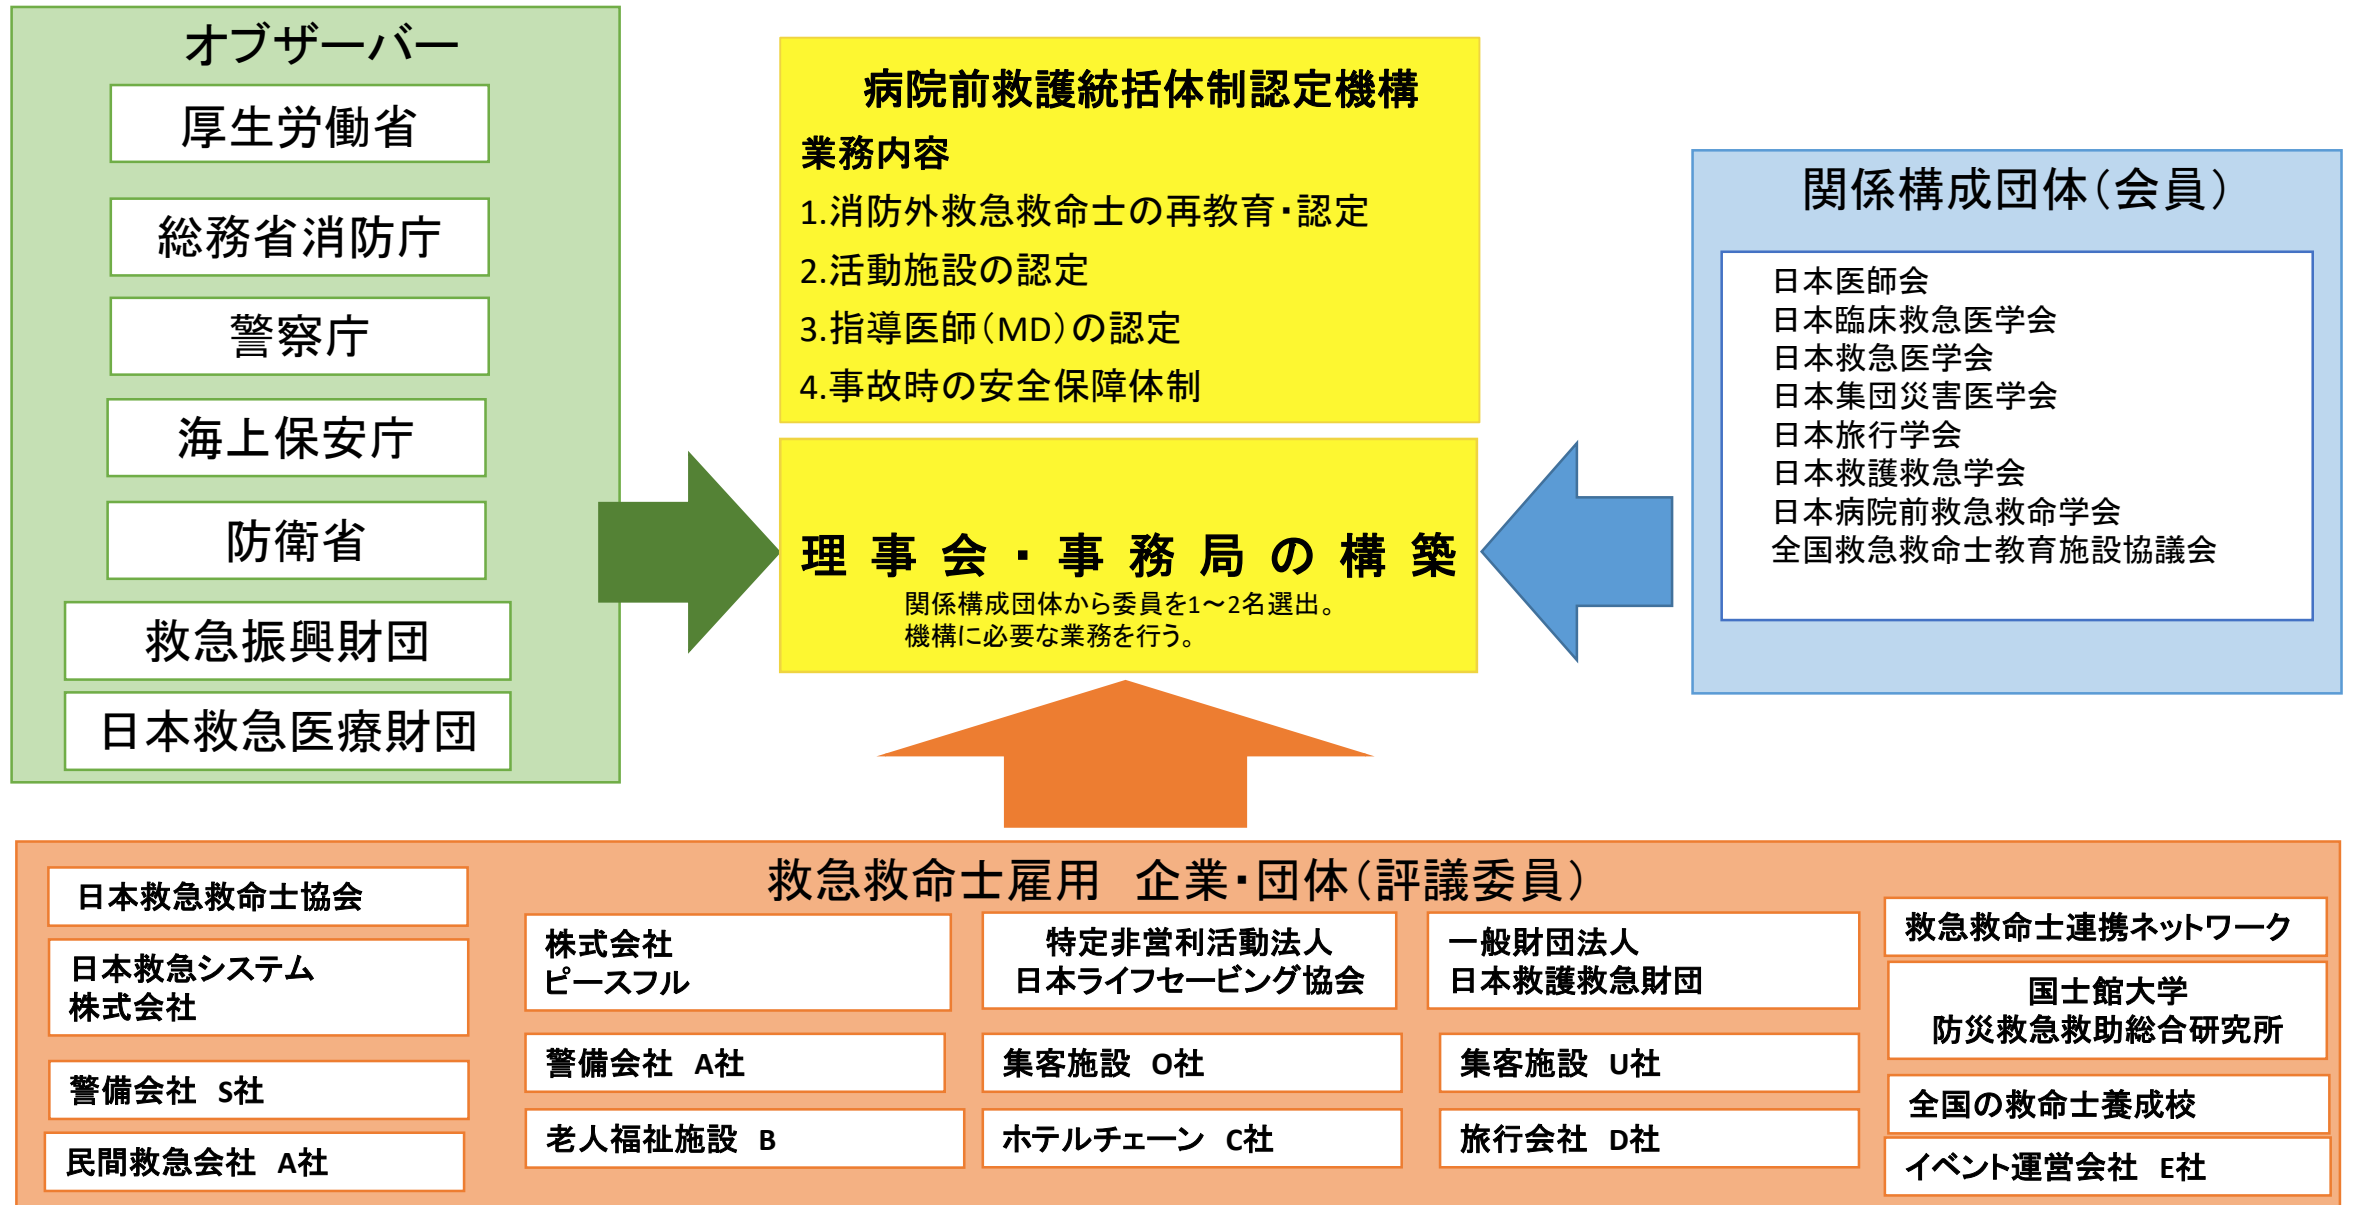 オブザーバー
厚生労働省
総務省消防庁
警察庁
海上保安庁
防衛省
救急振興財団
日本救急医療財団
病院前救護統括体制認定機構
業務内容
1.消防外救急救命士の再教育・認定
2.活動施設の認定
3.指導医師（MD）の認定
4.事故時の安全保障体制
理事会・事務局の構築
関係構成団体から委員を1～2名選出。
機構に必要な業務を行う。
関係構成団体（会員）
日本医師会
日本臨床救急医学会
日本救急医学会
日本集団災害医学会
日本旅行学会
日本救護救急学会
日本病院前救急救命学会
全国救急救命士教育施設協議会
救急救命士雇用　企業・団体（評議委員）
日本救急救命士協会
日本救急システム
株式会社
警備会社　S社
民間救急会社　A社
株式会社
ピースフル
警備会社　A社
老人福祉施設　B
特定非営利活動法人
日本ライフセービング協会
集客施設　O社
ホテルチェーン　C社
一般財団法人
日本救護救急財団
集客施設　U社
旅行会社　D社
救急救命士連携ネットワーク
国士館大学
防災救急救助総合研究所
全国の救命士養成校
イベント運営会社　E社